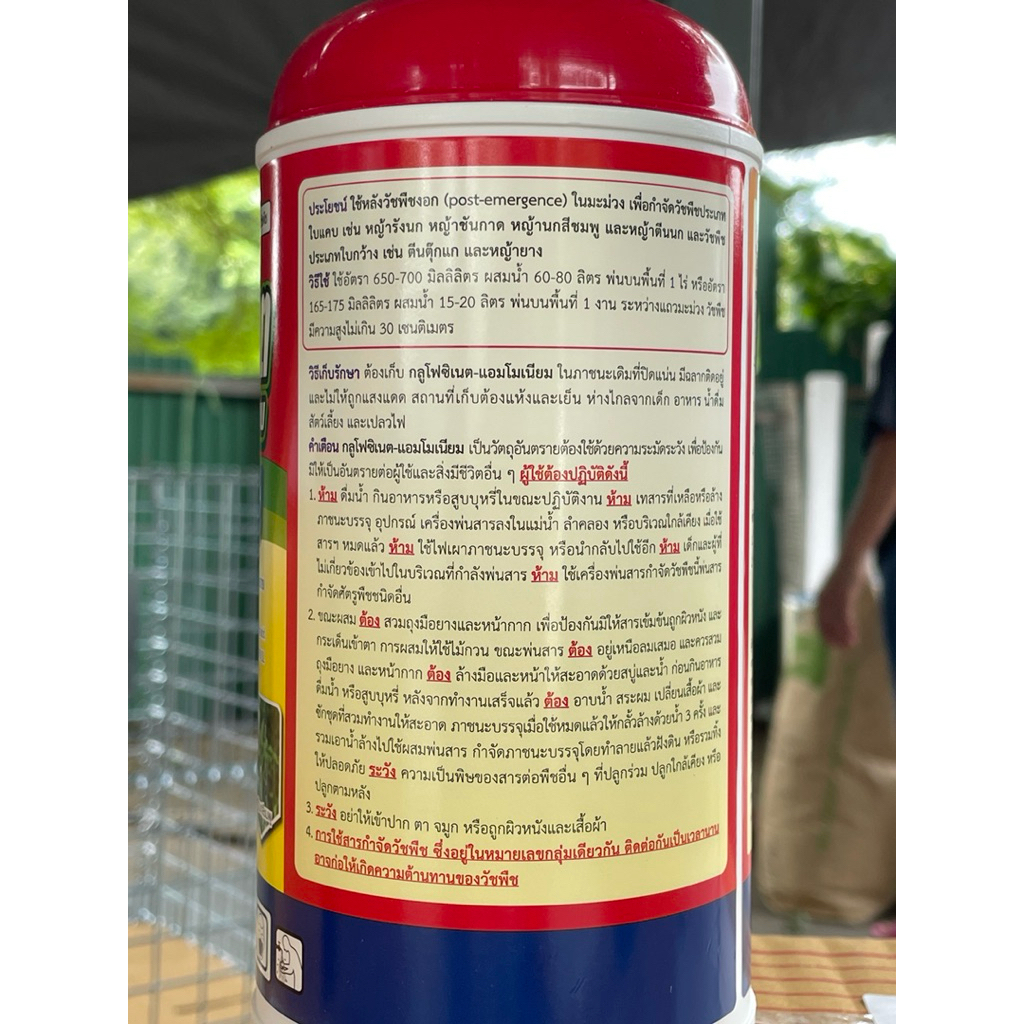 ประโยชน์ ใช้หลังวัชพืชงอก (post-emergence) ในมะม่วง เพื่อกำจัดวัชพืชประเภท
ใบแคบ เช่น หญ้ารังนก หญ้าชันกาด หญ้านกสีชมพู และหญ้าตีนนก และวัชพืช
ประเภทใบกว้าง เช่น ตีนตุ๊กแก และหญ้ายาง
วิธีใช้ ใช้อัตรา 650-700 มิลลิลิตร ผสมน้ำ 60-80 ลิตร พ่นบนพื้นที่ 1 ไร่ หรืออัตรา
165-175 มิลลิลิตร ผสมน้ำ 15-20 ลิตร พ่นบนพื้นที่ 1 งาน ระหว่างแถวมะม่วง วัชพืช
มีความสูงไม่เกิน 30 เซนติเมตร
วิธีเก็บรักษา ต้องเก็บ กลูโฟซิเนต-แอมโมเนียม ในภาชนะเดิมที่ปิดแน่น มีฉลากติดอยู่
และไม่ให้ถูกแสงแดด สถานที่เก็บต้องแห้งและเย็น ห่างไกลจากเด็ก อาหาร น้ำดื่ม
สัตว์เลี้ยง และเปลวไฟ
คำเตือน กลูโฟซิเนต-แอมโมเนียม เป็นวัตถุอันตรายต้องใช้ด้วยความระมัดระวัง เพื่อป้องกัน
มิให้เป็นอันตรายต่อผู้ใช้และสิ่งมีชีวิตอื่น ๆ ผู้ใช้ต้องปฏิบัติดังนี้
1. ห้าม ดื่มน้ำ กินอาหารหรือสูบบุหรี่ในขณะปฏิบัติงาน ห้าม เทสารที่เหลือหรือล้าง
ภาชนะบรรจุ อุปกรณ์ เครื่องพ่นสารลงในแม่น้ำ ลำคลอง หรือบริเวณใกล้เคียง เมื่อใช้
สารฯ หมดแล้ว ห้าม ใช้ไฟเผาภาชนะบรรจุ หรือนำกลับไปใช้อีก ห้าม เด็กและผู้ที่
ไม่เกี่ยวข้องเข้าไปในบริเวณที่กำลังพ่นสาร ห้าม ใช้เครื่องพ่นสารกำจัดวัชพืชนี้พ่นสาร
กำจัดศัตรูพืชชนิดอื่น
2. ขณะผสม ต้อง สวมถุงมือยางและหน้ากาก เพื่อป้องกันมิให้สารเข้มข้นถูกผิวหนัง และ
กระเด็นเข้าตา การผสมให้ใช้ไม้กวน ขณะพ่นสาร ต้อง อยู่เหนือลมเสมอ และควรสวม
ถุงมือยาง และหน้ากาก ต้อง ล้างมือและหน้าให้สะอาดด้วยสบู่และน้ำ ก่อนกินอาหาร
ดื่มน้ำ หรือสูบบุหรี่ หลังจากทำงานเสร็จแล้ว ต้อง อาบน้ำ สระผม เปลี่ยนเสื้อผ้า และ
ซักชุดที่สวมทำงานให้สะอาด ภาชนะบรรจุเมื่อใช้หมดแล้วให้กลั้วล้างด้วยน้ำ 3 ครั้ง และ
รวมเอาน้ำล้างไปใช้ผสมพ่นสาร กำจัดภาชนะบรรจุโดยทำลายแล้วฝังดิน หรือรวมทิ้ง
ให้ปลอดภัย ระวัง ความเป็นพิษของสารต่อพืชอื่น ๆ ที่ปลูกร่วม ปลูกใกล้เคียง หรือ
ปลูกตามหลัง
3. ระวัง อย่าให้เข้าปาก ตา จมูก หรือถูกผิวหนังและเสื้อผ้า
4. การใช้สารกำจัดวัชพืช ซึ่งอยู่ในหมายเลขกลุ่มเดียวกัน ติดต่อกันเป็นเวลานาน
อาจก่อให้เกิดความต้านทานของวัชพืช